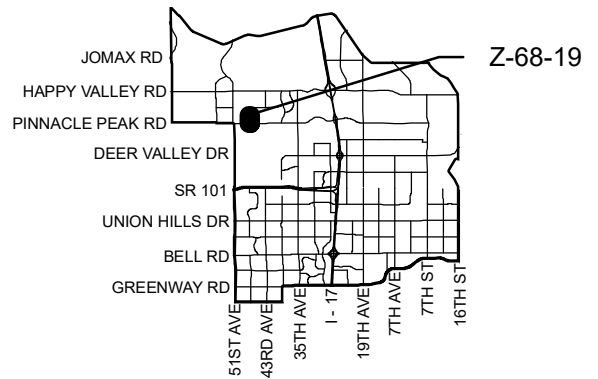 JOMAX RD
Z-68-19
HAPPY VALLEY RD
PINNACLE PEAK RD
DEER VALLEY DR
SR 101
UNION HILLS DR
BELL RD
GREENWAY RD
51ST AVE
43RD AVE
35TH AVE
I - 17
19TH AVE
7TH AVE
7TH ST
16TH ST